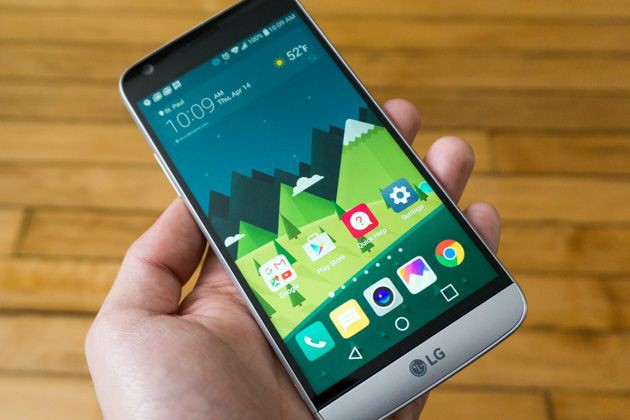 100% 10:09 AM
52°F
St. Paul
10:09 AM
Thu, Apr 14
Google
Play Store
Quick Help
Settings
LG